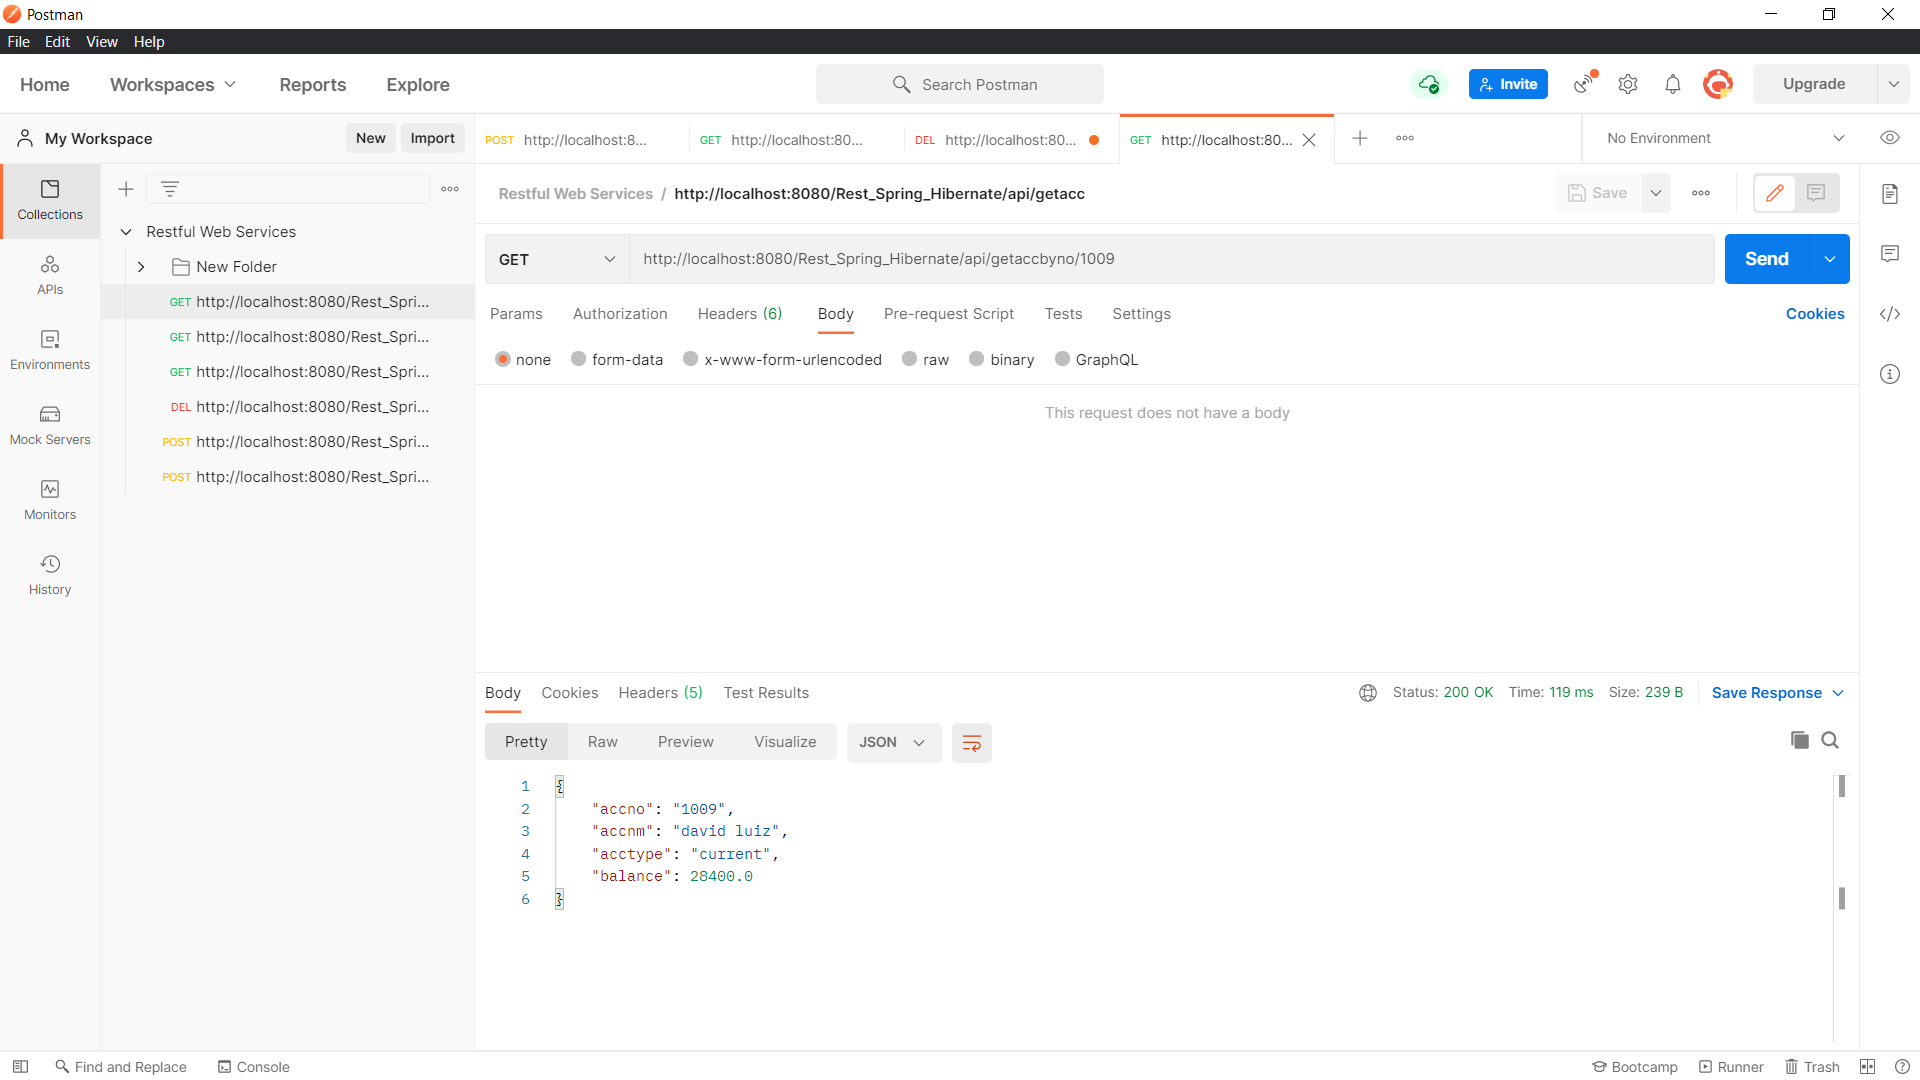 Postman
File Edit View Help
Home Workspaces Reports Explore Search Postman Invite Upgrade
My Workspace New Import
POST http://localhost:8... GET http://localhost:80... DEL http://localhost:80... GET http://localhost:80... No Environment
Collections
APIs
Environments
Mock Servers
Monitors
History
Restful Web Services
New Folder
GET http://localhost:8080/Rest_Spri...
GET http://localhost:8080/Rest_Spri...
GET http://localhost:8080/Rest_Spri...
DEL http://localhost:8080/Rest_Spri...
POST http://localhost:8080/Rest_Spri...
POST http://localhost:8080/Rest_Spri...
Restful Web Services / http://localhost:8080/Rest_Spring_Hibernate/api/getacc Save
GET http://localhost:8080/Rest_Spring_Hibernate/api/getaccbyno/1009 Send
Params Authorization Headers (6) Body Pre-request Script Tests Settings Cookies
none form-data x-www-form-urlencoded raw binary GraphQL
This request does not have a body
Body Cookies Headers (5) Test Results Status: 200 OK Time: 119 ms Size: 239 B Save Response
Pretty Raw Preview Visualize JSON
1 {
2 "accno": "1009",
3 "accnm": "david luiz",
4 "acctype": "current",
5 "balance": 28400.0
6 }
Find and Replace Console Bootcamp Runner Trash